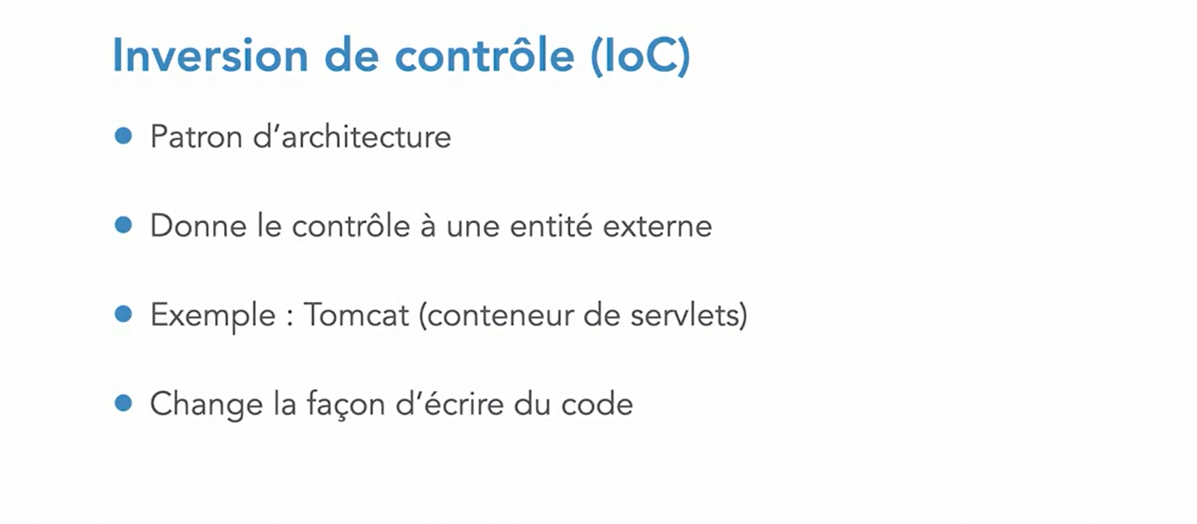 Inversion de contrôle (IoC)
● Patron d’architecture
● Donne le contrôle à une entité externe
● Exemple : Tomcat (conteneur de servlets)
● Change la façon d’écrire du code